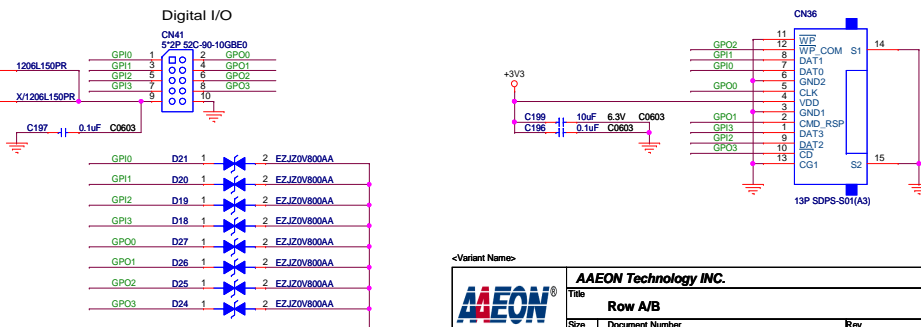 Digital I/O
CN41
5*2P 52C-90-10GBE0
GPI0 1 2 GPO0
GPI1 3 4 GPO1
GPI2 5 6 GPO2
GPI3 7 8 GPO3
9 10
1206L150PR
X/1206L150PR
C197 0.1uF C0603
GPI0 D21 1 2 EZJZ0V800AA
GPI1 D20 1 2 EZJZ0V800AA
GPI2 D19 1 2 EZJZ0V800AA
GPI3 D18 1 2 EZJZ0V800AA
GPO0 D27 1 2 EZJZ0V800AA
GPO1 D26 1 2 EZJZ0V800AA
GPO2 D25 1 2 EZJZ0V800AA
GPO3 D24 1 2 EZJZ0V800AA
CN36
11 WP
GPO2 12 WP_COM S1 14
GPI1 8 DAT1
GPI0 7 DAT0
6 GND2
GPO0 5 CLK
+3V3
4 VDD
3 GND1
C199 10uF 6.3V C0603
C196 0.1uF C0603
GPO1 2 CMD_RSP
GPI3 1 DAT3
GPI2 9 DAT2
GPO3 10 CD
13 CG1 S2 15
13P SDPS-S01(A3)
<Variant Name>
AAEON®
AAEON Technology INC.
Title
Row A/B
Size Document Number Rev